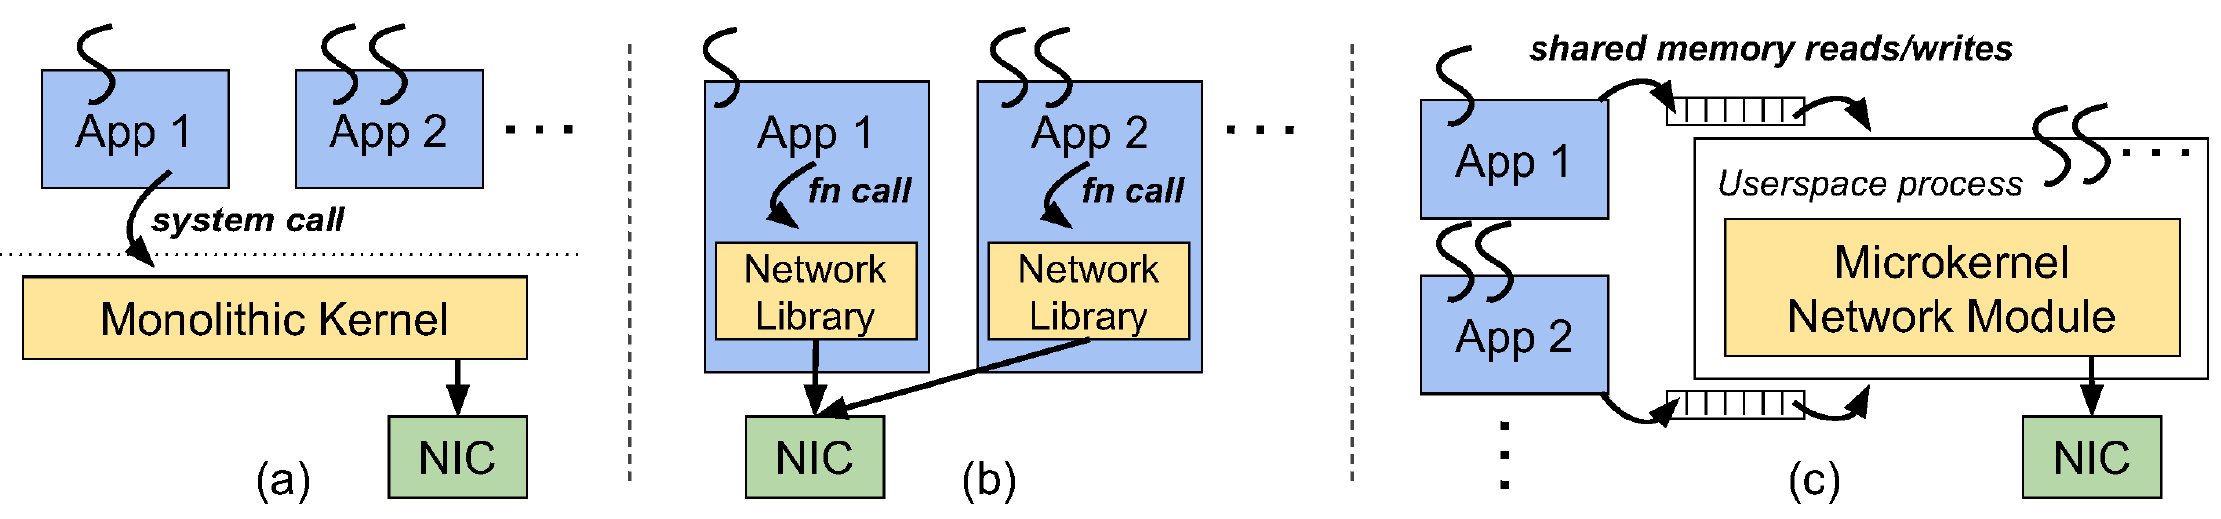 App 1
App 2
...
system call
Monolithic Kernel
NIC
(a)
App 1
App 2
...
fn call
fn call
Network
Library
Network
Library
NIC
(b)
shared memory reads/writes
App 1
...
Userspace process
Microkernel
Network Module
App 2
...
NIC
(c)